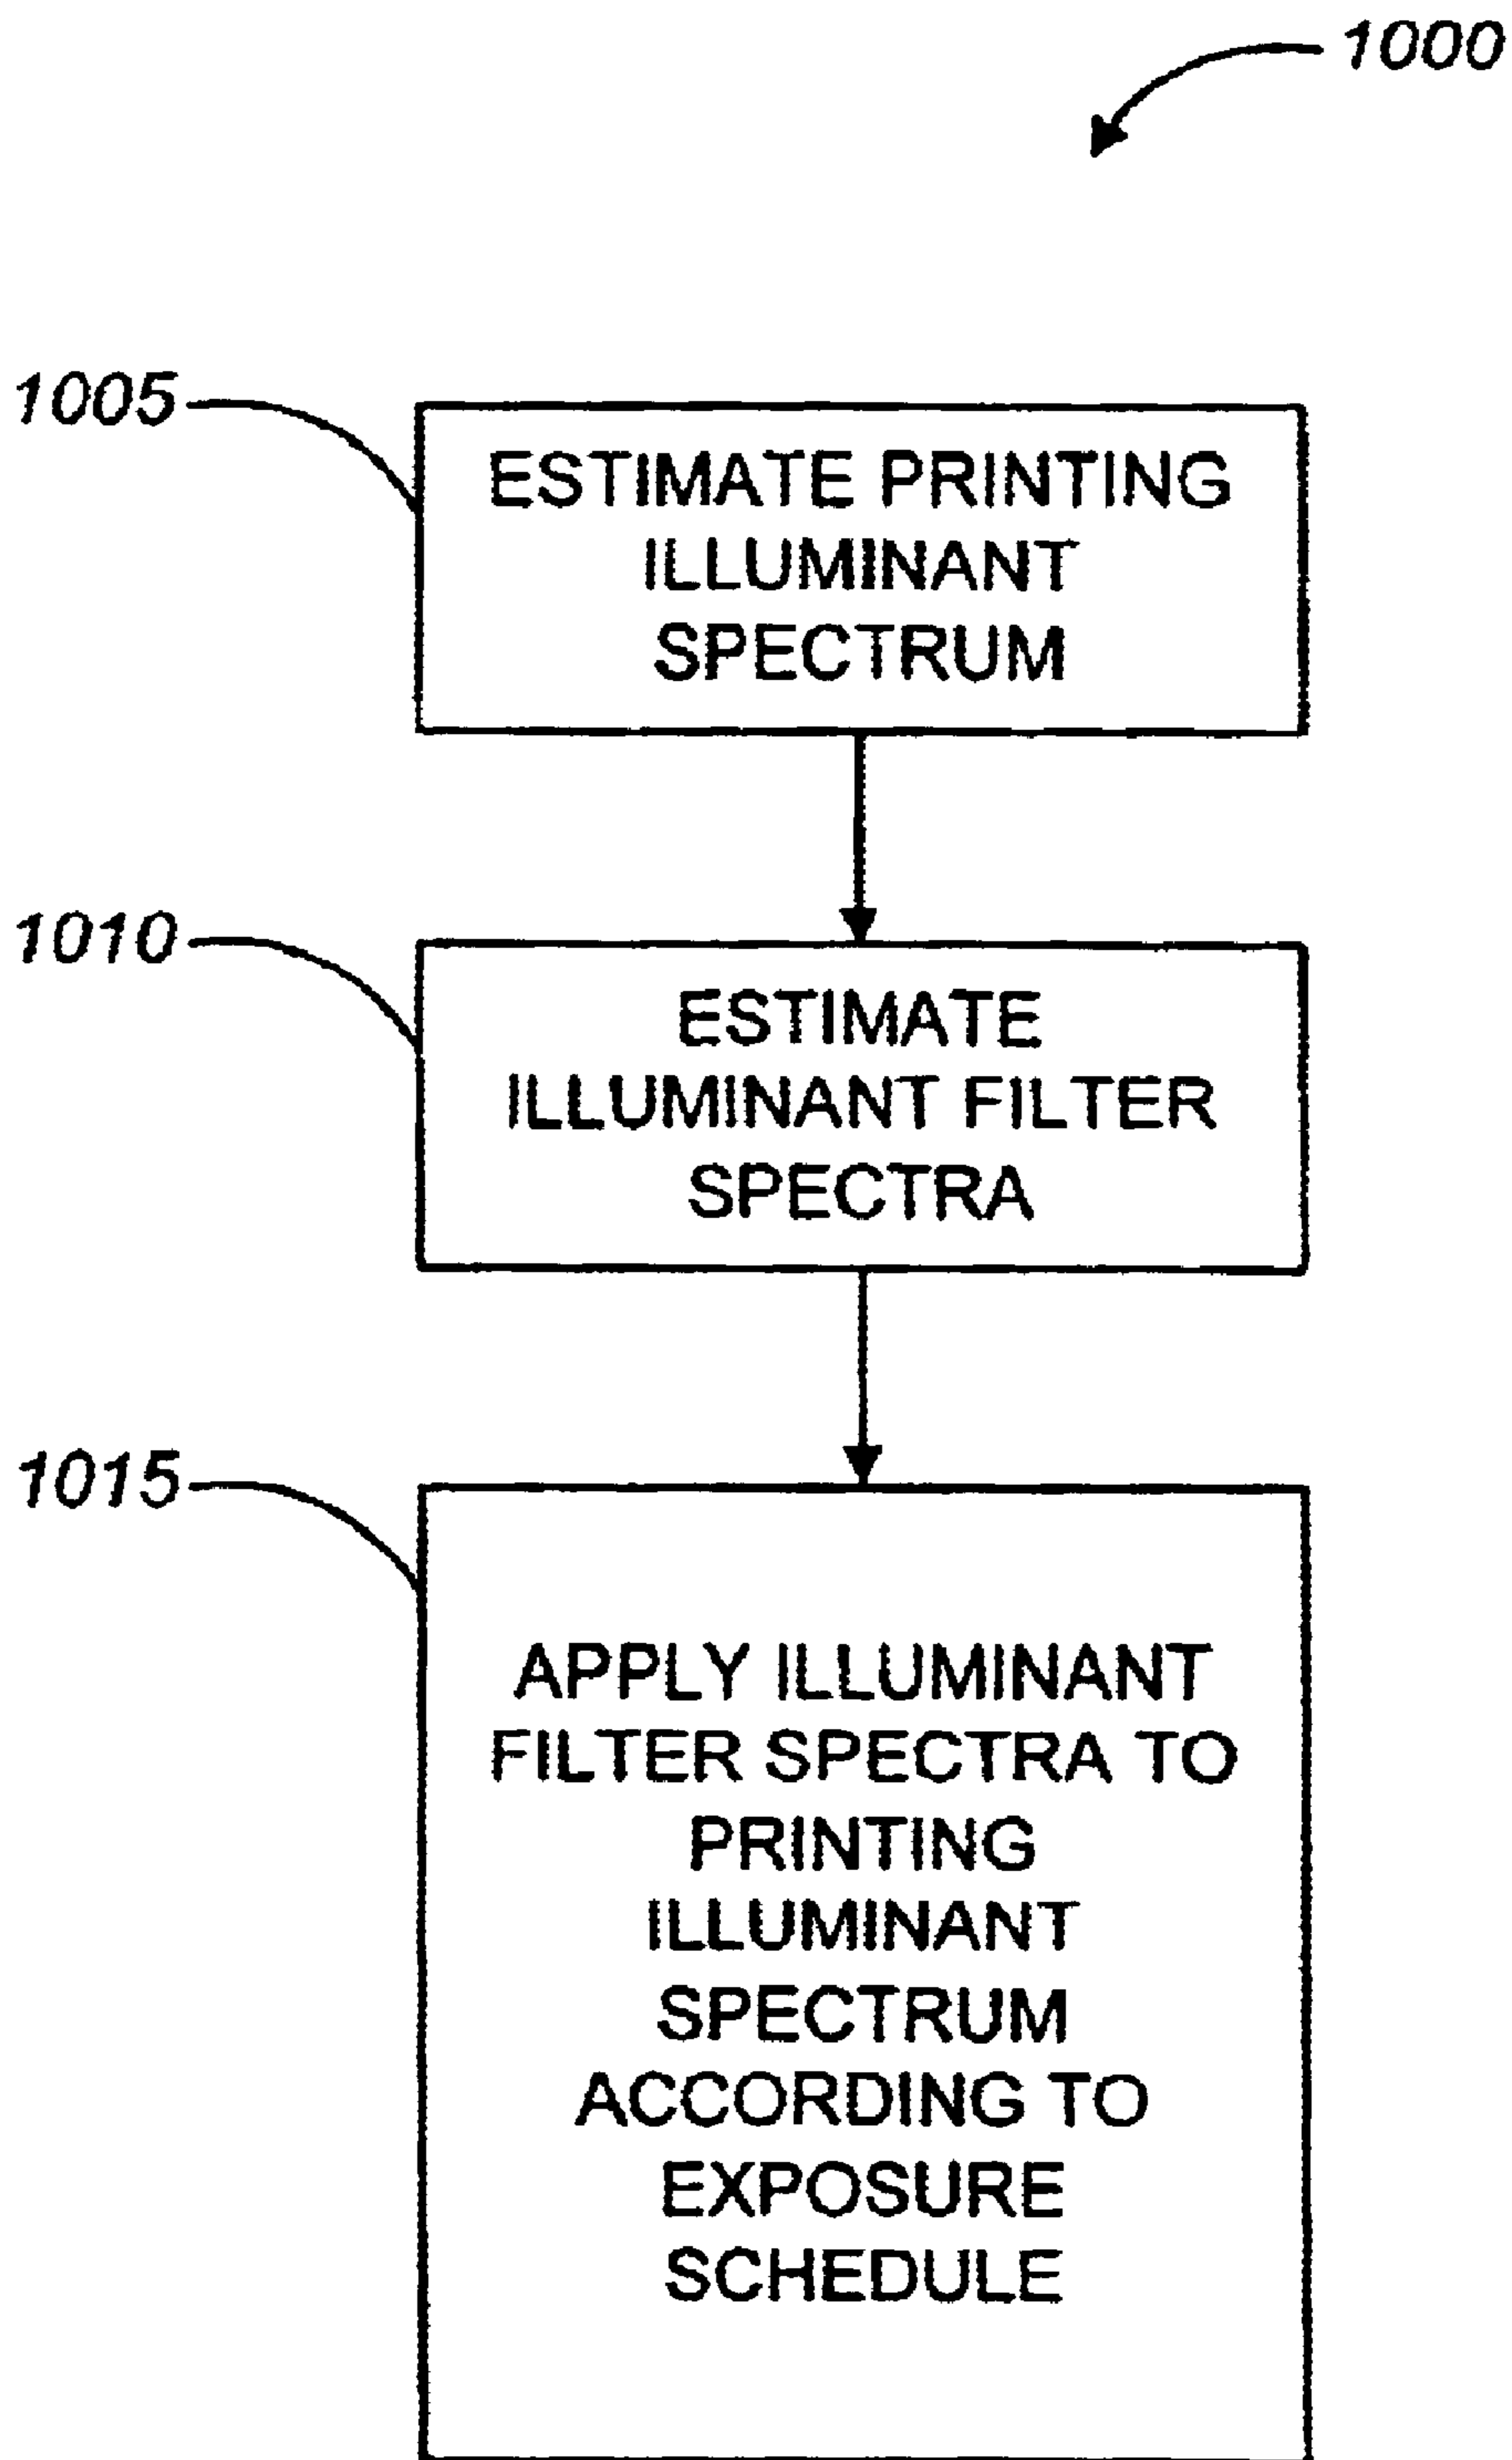 1000
1005
ESTIMATE PRINTING
ILLUMINANT
SPECTRUM
1010
ESTIMATE
ILLUMINANT FILTER
SPECTRA
1015
APPLY ILLUMINANT
FILTER SPECTRA TO
PRINTING
ILLUMINANT
SPECTRUM
ACCORDING TO
EXPOSURE
SCHEDULE